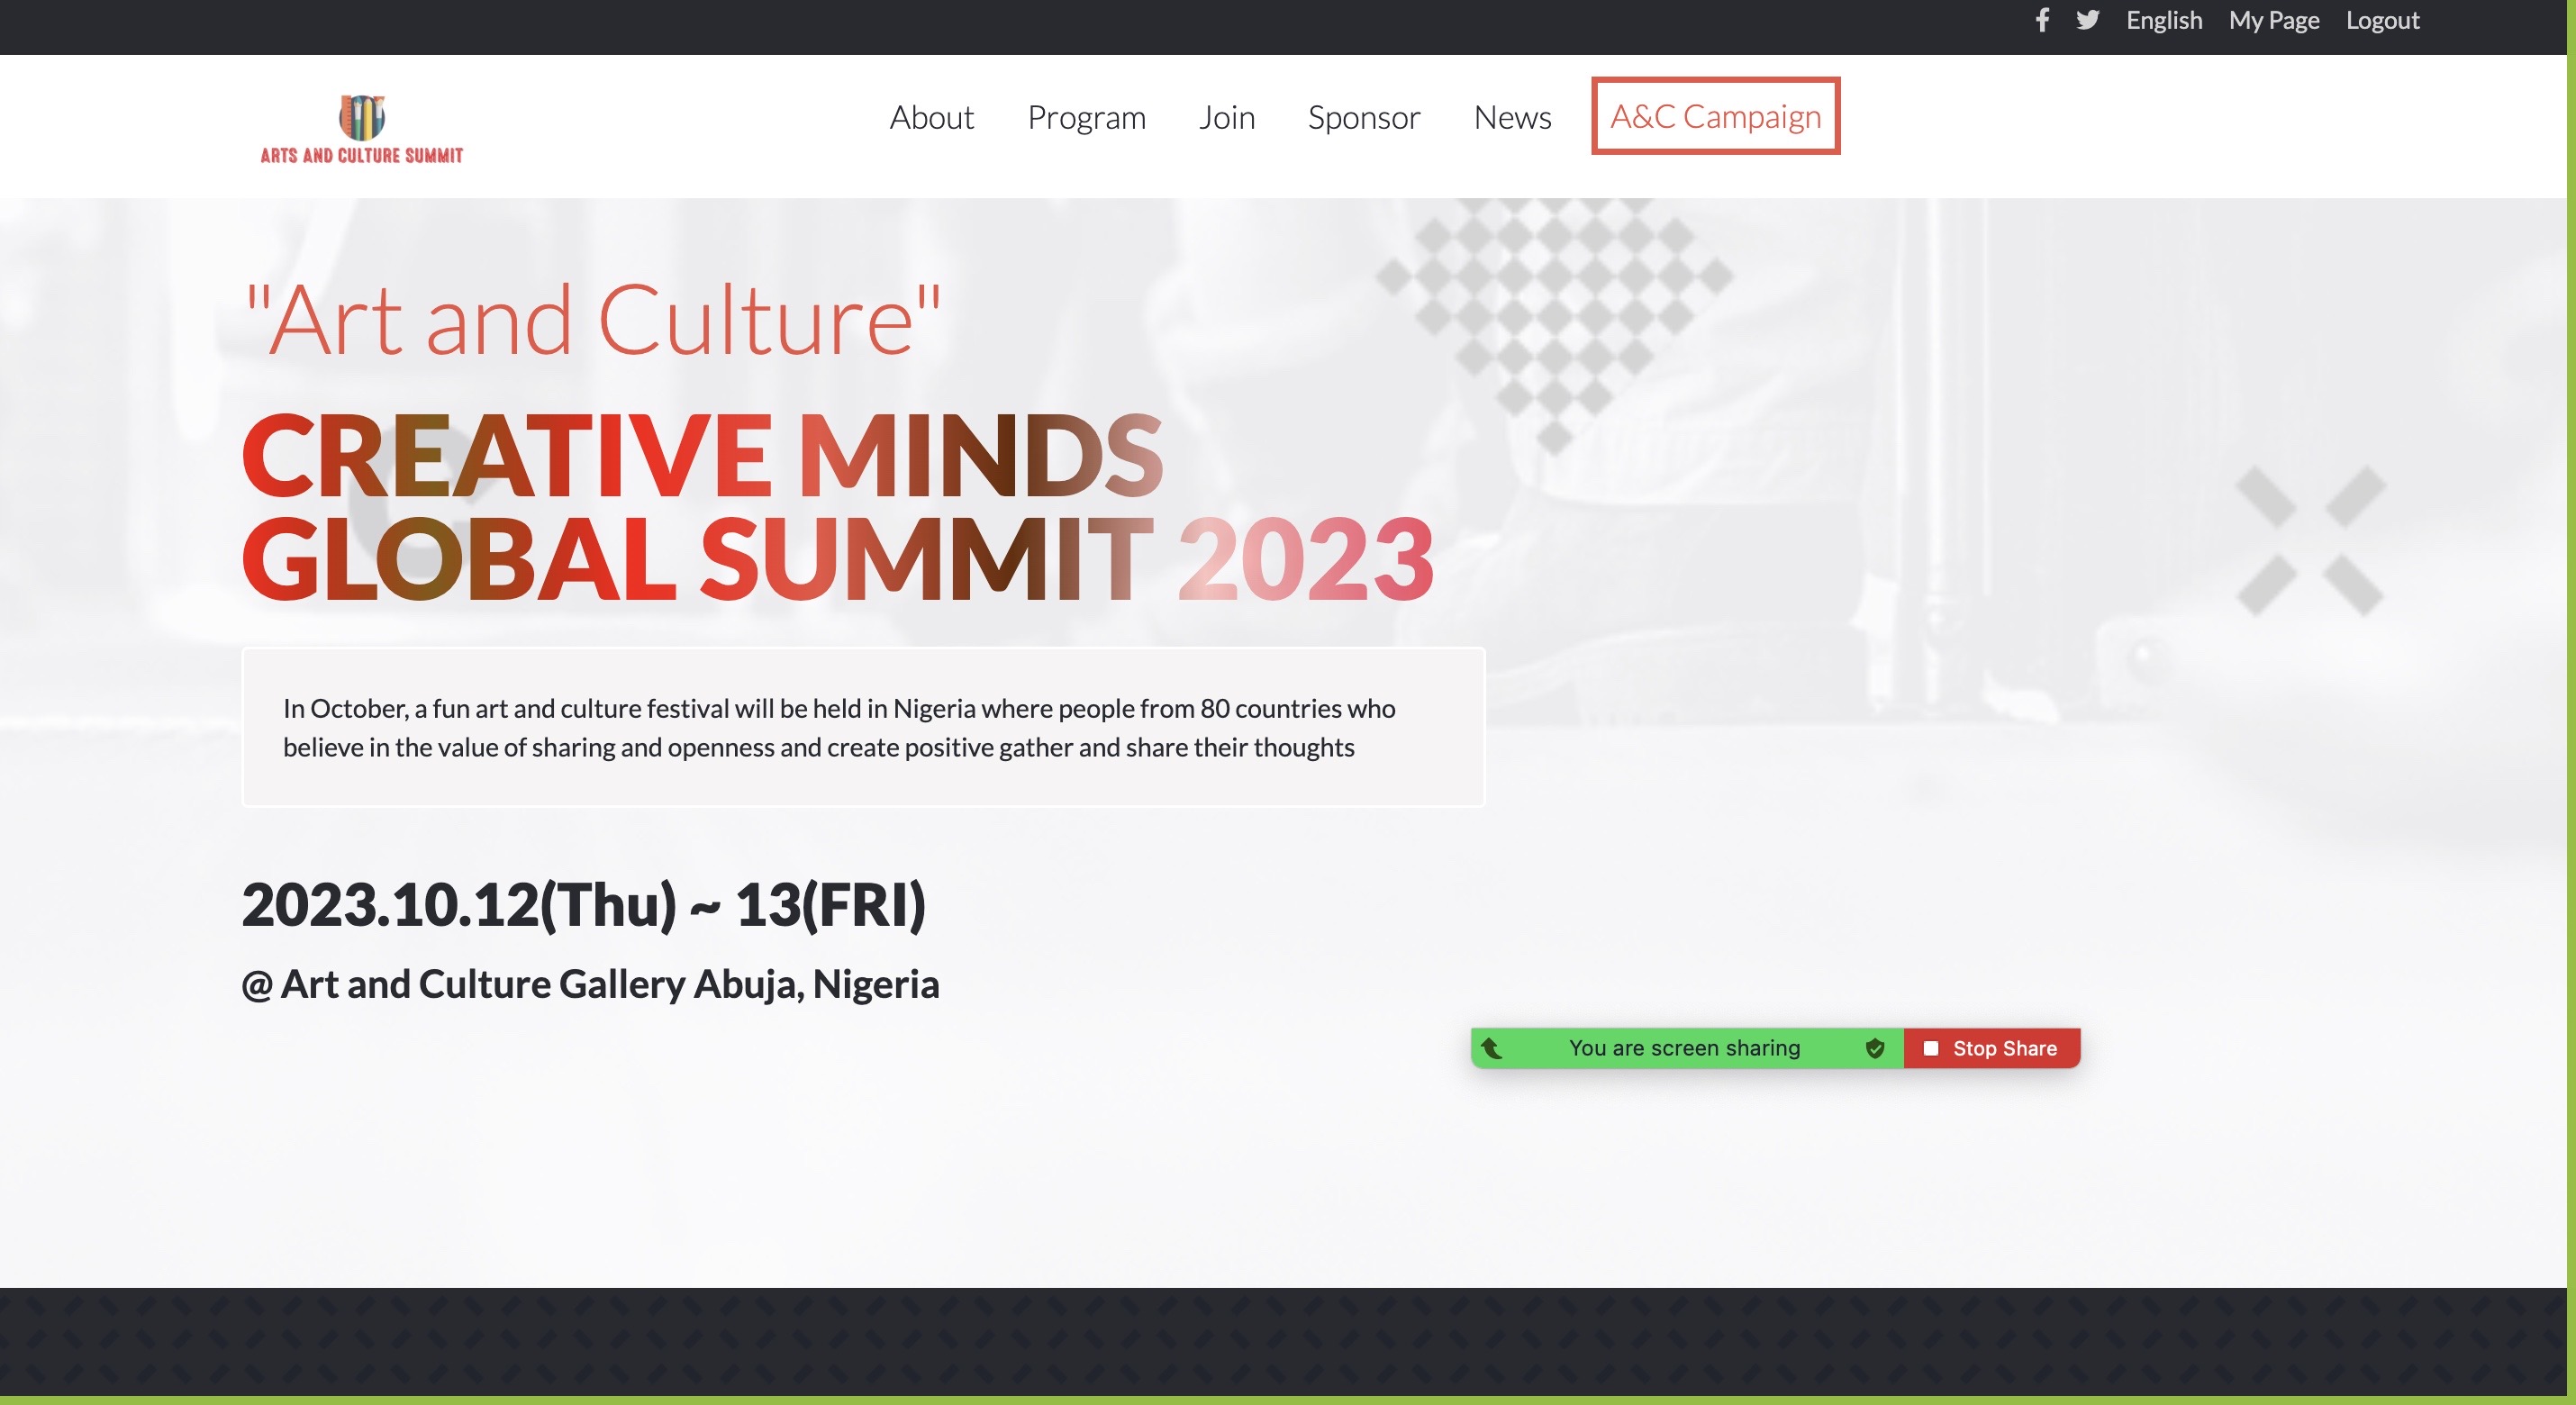 English My Page Logout
ARTS AND CULTURE SUMMIT
About Program Join Sponsor News A&C Campaign
"Art and Culture"
CREATIVE MINDS
GLOBAL SUMMIT 2023
In October, a fun art and culture festival will be held in Nigeria where people from 80 countries who
believe in the value of sharing and openness and create positive gather and share their thoughts
2023.10.12(Thu) ~ 13(FRI)
@ Art and Culture Gallery Abuja, Nigeria
You are screen sharing Stop Share